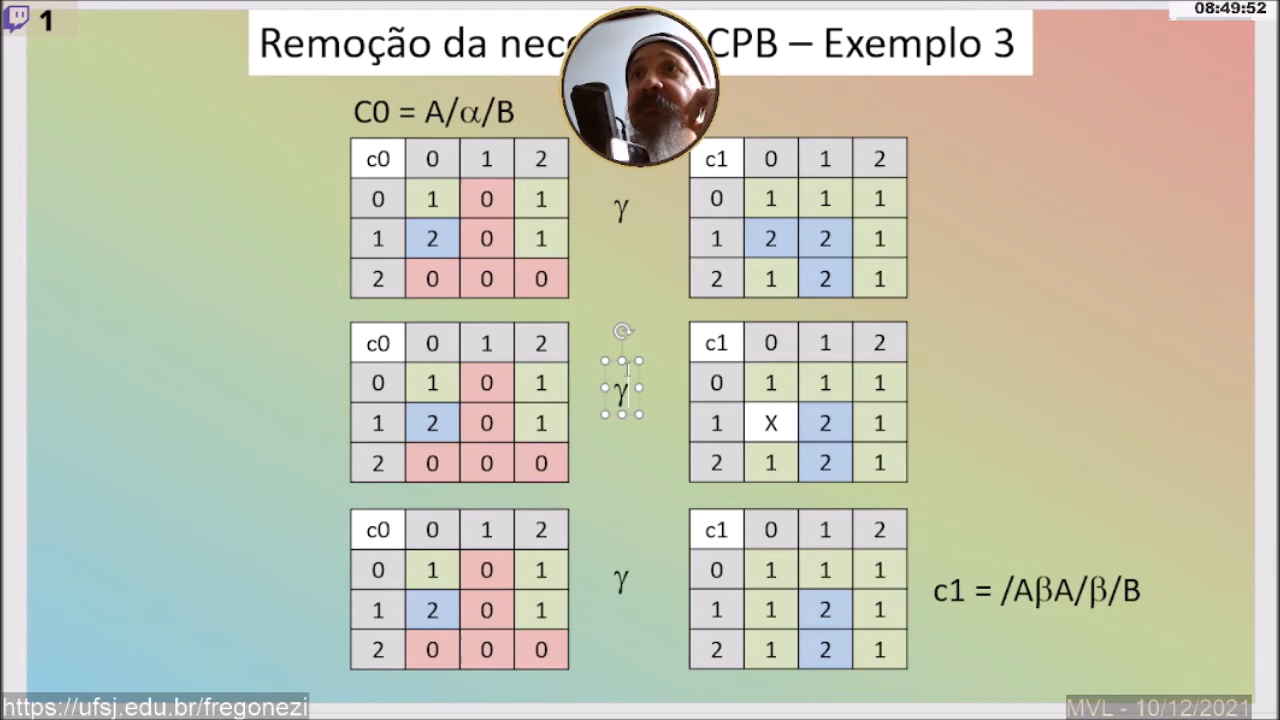 1
08:49:52
Remoção da CPB – Exemplo 3
C0 = A/α/B
c0 0 1 2
0 1 0 1
1 2 0 1
2 0 0 0
γ
c1 0 1 2
0 1 1 1
1 2 2 1
2 1 2 1
c0 0 1 2
0 1 0 1
1 2 0 1
2 0 0 0
γ
c1 0 1 2
0 1 1 1
1 X 2 1
2 1 2 1
c0 0 1 2
0 1 0 1
1 2 0 1
2 0 0 0
γ
c1 0 1 2
0 1 1 1
1 1 2 1
2 1 2 1
c1 = /AβA/β/B
https://ufsj.edu.br/fregonezi
MVL - 10/12/2021